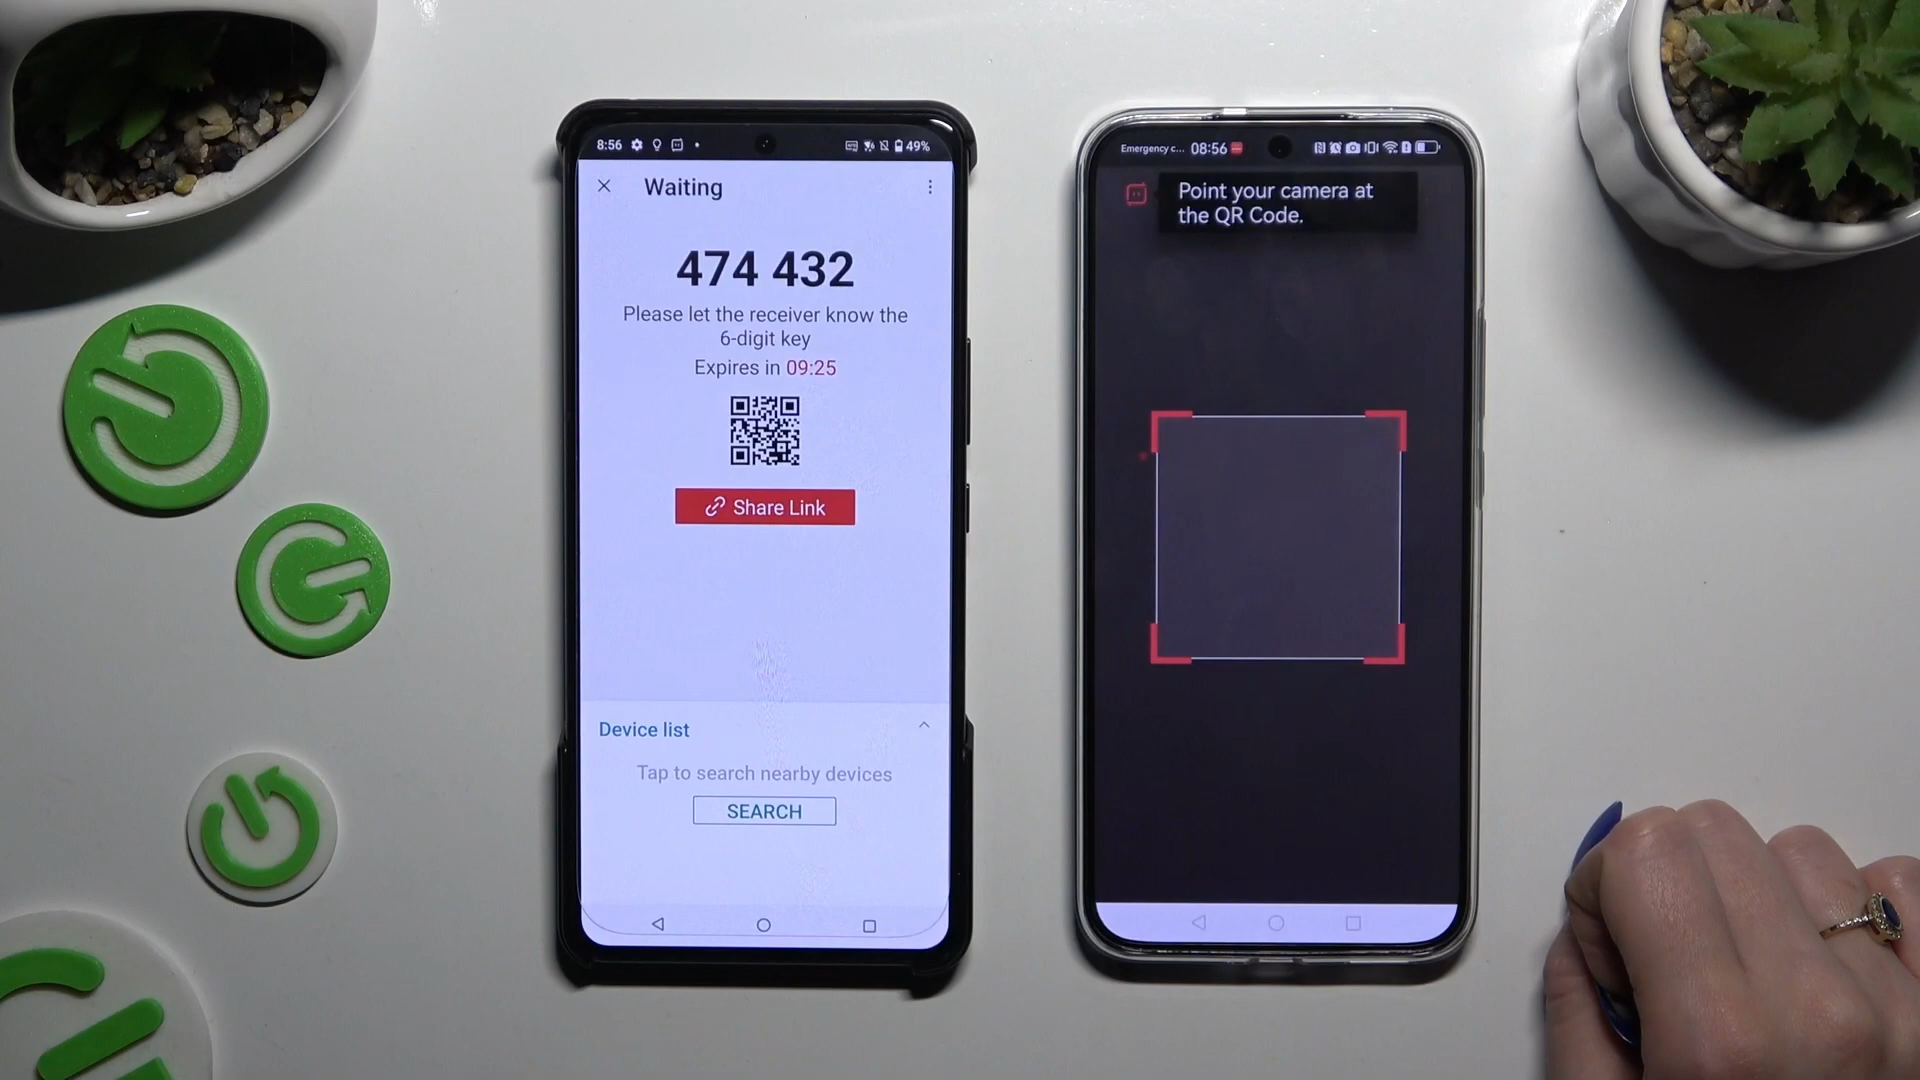 8:56
49%
Waiting
474 432
Please let the receiver know the
6-digit key
Expires in 09:25
Share Link
Device list
Tap to search nearby devices
SEARCH
Emergency c... 08:56
Point your camera at
the QR Code.